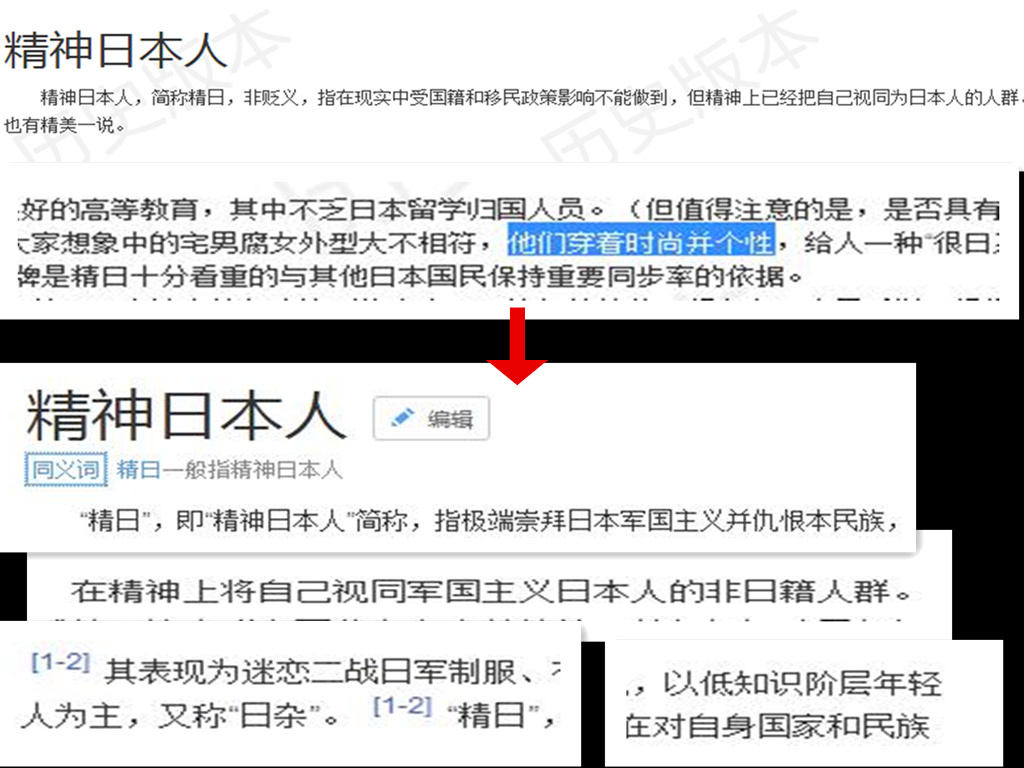 精神日本人
精神日本人，简称精日，非贬义，指在现实中受国籍和移民政策影响不能做到，但精神上已经把自己视同为日本人的人群，
也有精美一说。
历史版本
历史版本
好的高等教育，其中不乏日本留学归国人员。（但值得注意的是，是否具有
家想象中的宅男腐女外型大不相符，他们穿着时尚并个性，给人一种“很日
牌是精日十分看重的与其他日本国民保持重要同步率的依据。
精神日本人 编辑
同义词 精日一般指精神日本人
“精日”，即“精神日本人”简称，指极端崇拜日本军国主义并仇恨本民族，
在精神上将自己视同军国主义日本人的非日籍人群。
[1-2] 其表现为迷恋二战日军制服、
人为主，又称“日杂”。 [1-2] “精日”，
，以低知识阶层年轻
在对自身国家和民族